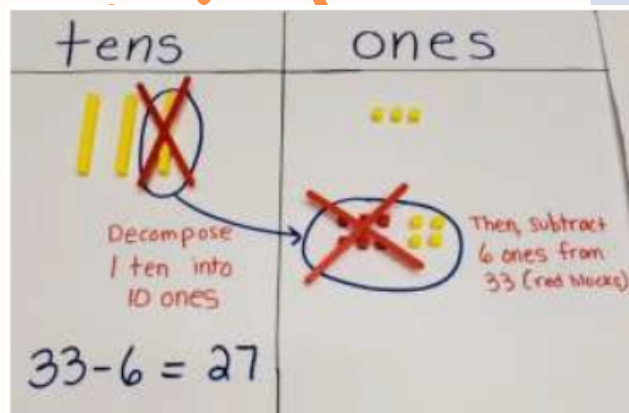 tens
ones
Decompose
1 ten into
10 ones
Then, subtract
6 ones from
33 (red blocks)
33-6 = 27